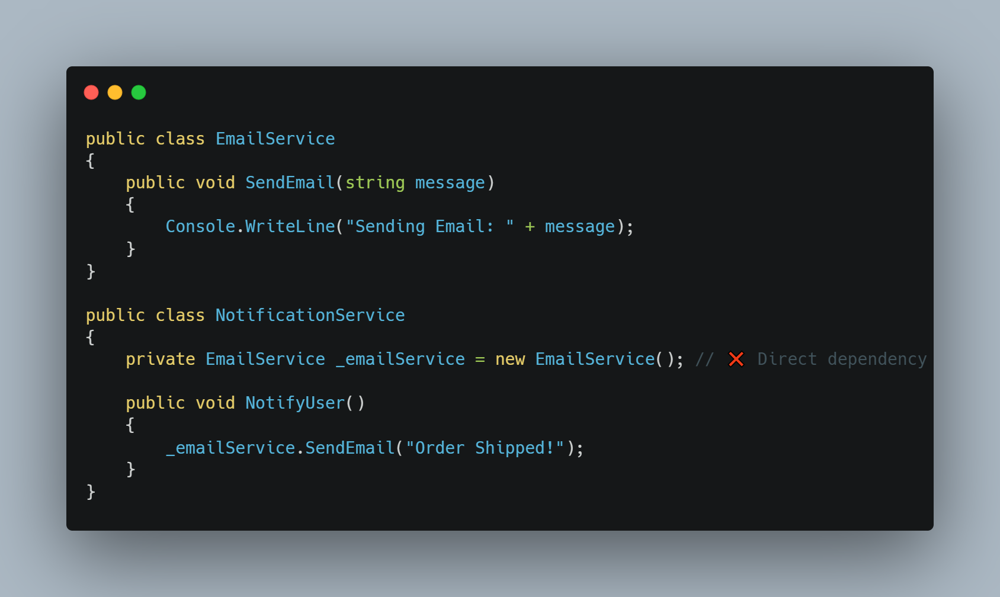 public class EmailService
{
    public void SendEmail(string message)
    {
        Console.WriteLine("Sending Email: " + message);
    }
}

public class NotificationService
{
    private EmailService _emailService = new EmailService(); // ❌ Direct dependency

    public void NotifyUser()
    {
        _emailService.SendEmail("Order Shipped!");
    }
}